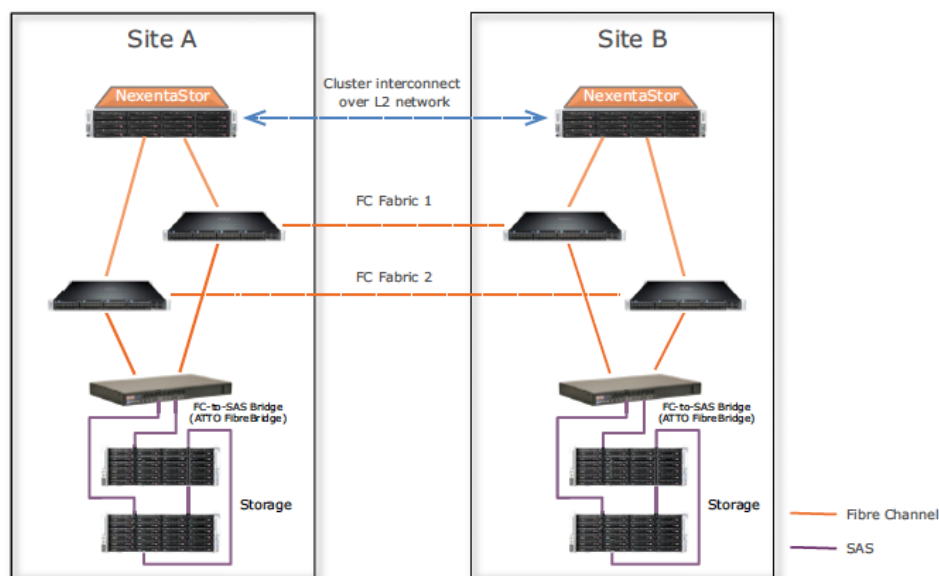 Site A
Site B
NexentaStor
Cluster interconnect
over L2 network
NexentaStor
FC Fabric 1
FC Fabric 2
FC-to-SAS Bridge
(ATTO FibreBridge)
FC-to-SAS Bridge
(ATTO FibreBridge)
Storage
Storage
Fibre Channel
SAS